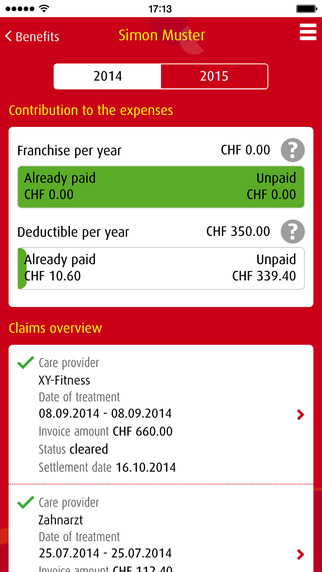 17:13
Benefits
Simon Muster
2014 2015
Contribution to the expenses
Franchise per year CHF 0.00 ?
Already paid Unpaid
CHF 0.00 CHF 0.00
Deductible per year CHF 350.00 ?
Already paid Unpaid
CHF 10.60 CHF 339.40
Claims overview
Care provider
XY-Fitness
Date of treatment
08.09.2014 - 08.09.2014
Invoice amount CHF 660.00
Status cleared
Settlement date 16.10.2014
Care provider
Zahnarzt
Date of treatment
25.07.2014 - 25.07.2014
Invoice amount CHF 112.40